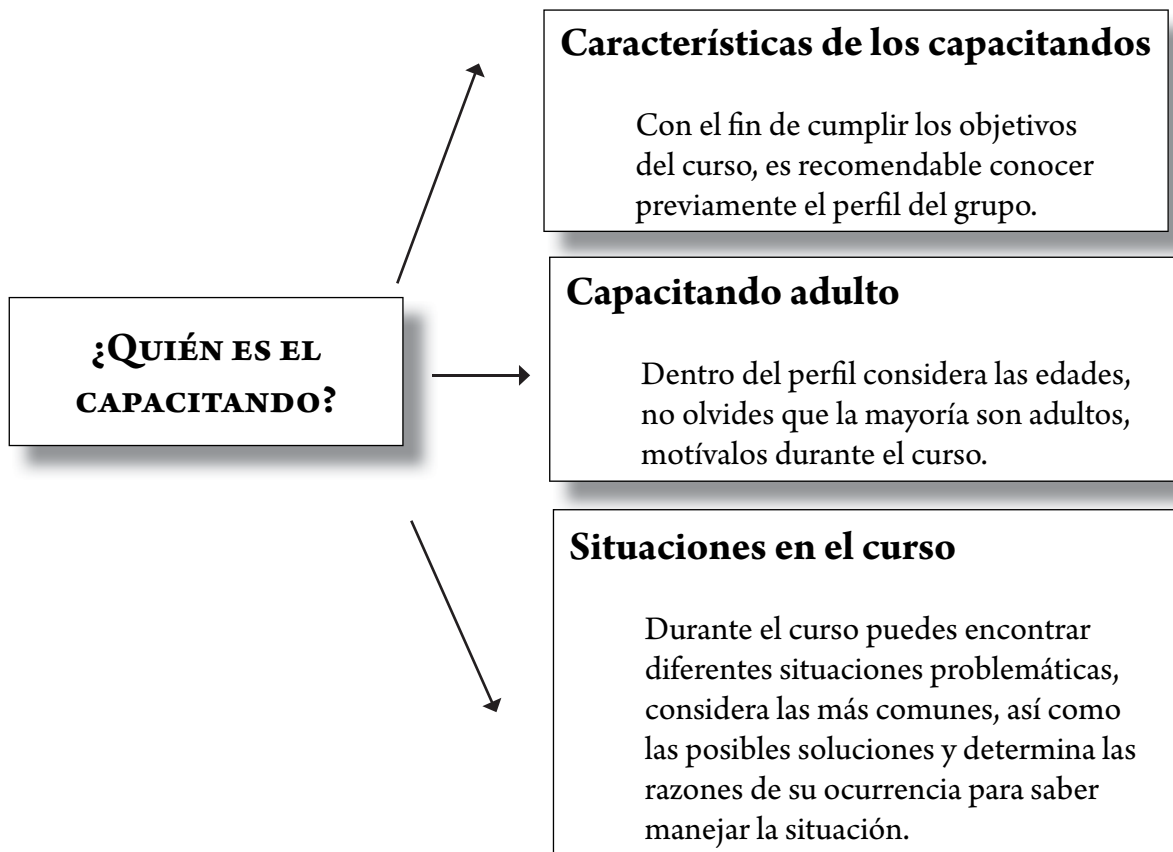 Características de los capacitandos
Con el fin de cumplir los objetivos
del curso, es recomendable conocer
previamente el perfil del grupo.
¿Quién es el
capacitando?
Capacitando adulto
Dentro del perfil considera las edades,
no olvides que la mayoría son adultos,
motívalos durante el curso.
Situaciones en el curso
Durante el curso puedes encontrar
diferentes situaciones problemáticas,
considera las más comunes, así como
las posibles soluciones y determina las
razones de su ocurrencia para saber
manejar la situación.